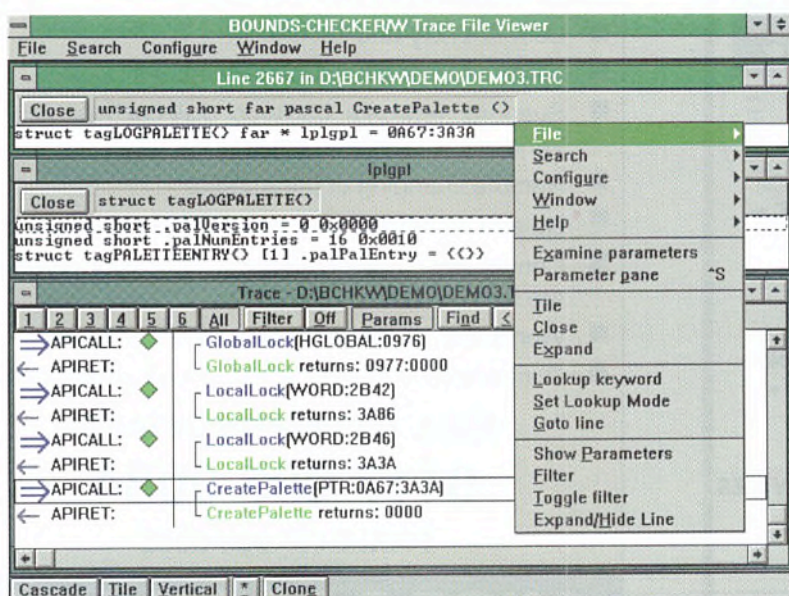 BOUNDS-CHECKER/W Trace File Viewer
File Search Configure Window Help
Line 2667 in D:\BCHKW\DEMO\DEMO3.TRC
Close unsigned short far pascal CreatePalette <>
struct tagLOGPALETTE<> far * lplgpl = 0A67:3A3A
lplgpl
Close struct tagLOGPALETTE<>
unsigned short .palVersion = 0 0x0000
unsigned short .palNumEntries = 16 0x0010
struct tagPALETTEENTRY<> [1] .palPalEntry = <<>>
Trace - D:\BCHKW\DEMO\DEMO3.T
1 2 3 4 5 6 All Filter Off Params Find <
APICALL: GlobalLock(HGLOBAL:0976)
APIRET: GlobalLock returns: 0977:0000
APICALL: LocalLock(WORD:2B42)
APIRET: LocalLock returns: 3A86
APICALL: LocalLock(WORD:2B46)
APIRET: LocalLock returns: 3A3A
APICALL: CreatePalette(PTR:0A67:3A3A)
APIRET: CreatePalette returns: 0000
File
Search
Configure
Window
Help
Examine parameters
Parameter pane ^S
Tile
Close
Expand
Lookup keyword
Set Lookup Mode
Goto line
Show Parameters
Filter
Toggle filter
Expand/Hide Line
Cascade Tile Vertical * Clone